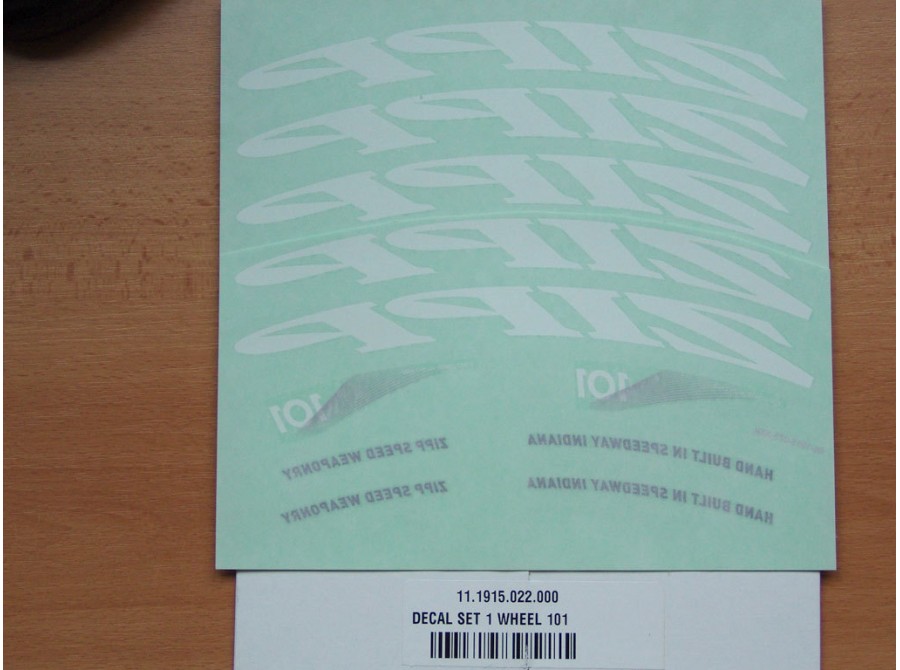 ZIPP
ZIPP
ZIPP
ZIPP
ZIPP
101 101
ZIPP SPEED WEAPONRY HAND BUILT IN SPEEDWAY INDIANA
ZIPP SPEED WEAPONRY HAND BUILT IN SPEEDWAY INDIANA
11.1915.022.000
DECAL SET 1 WHEEL 101